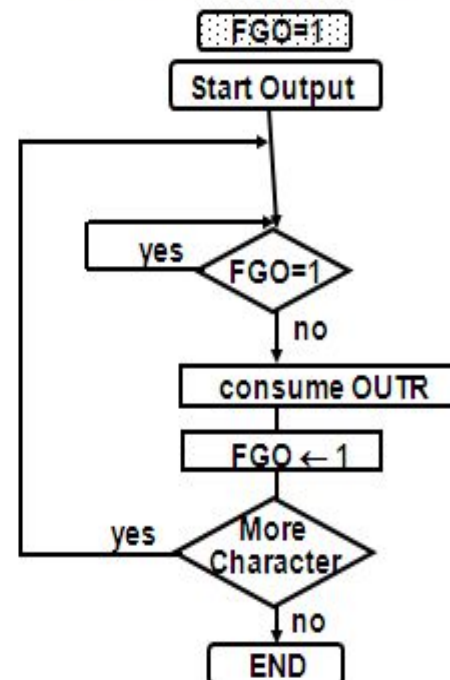 FGO=1
Start Output
yes
FGO=1
no
consume OUTR
FGO ← 1
yes
More
Character
no
END